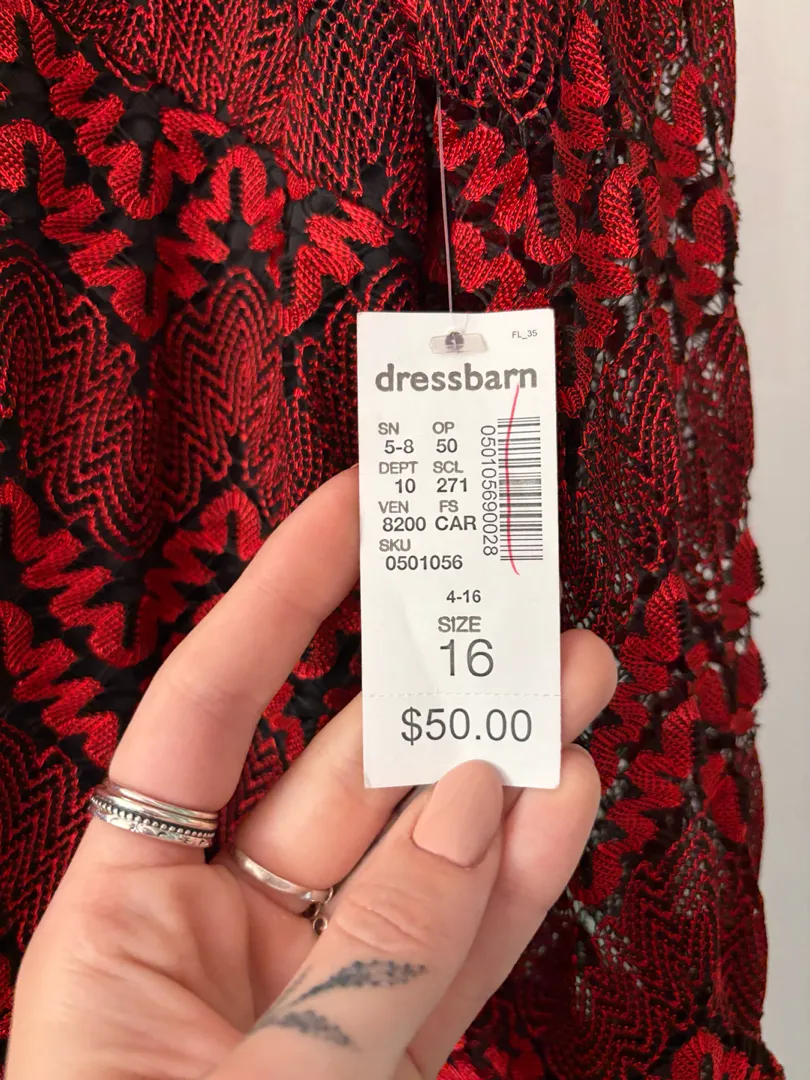 FL_35
dressbarn
SN OP
5-8 50
DEPT SCL
10 271
VEN FS
8200 CAR
SKU
0501056
050105690028
4-16
SIZE
16
$50.00